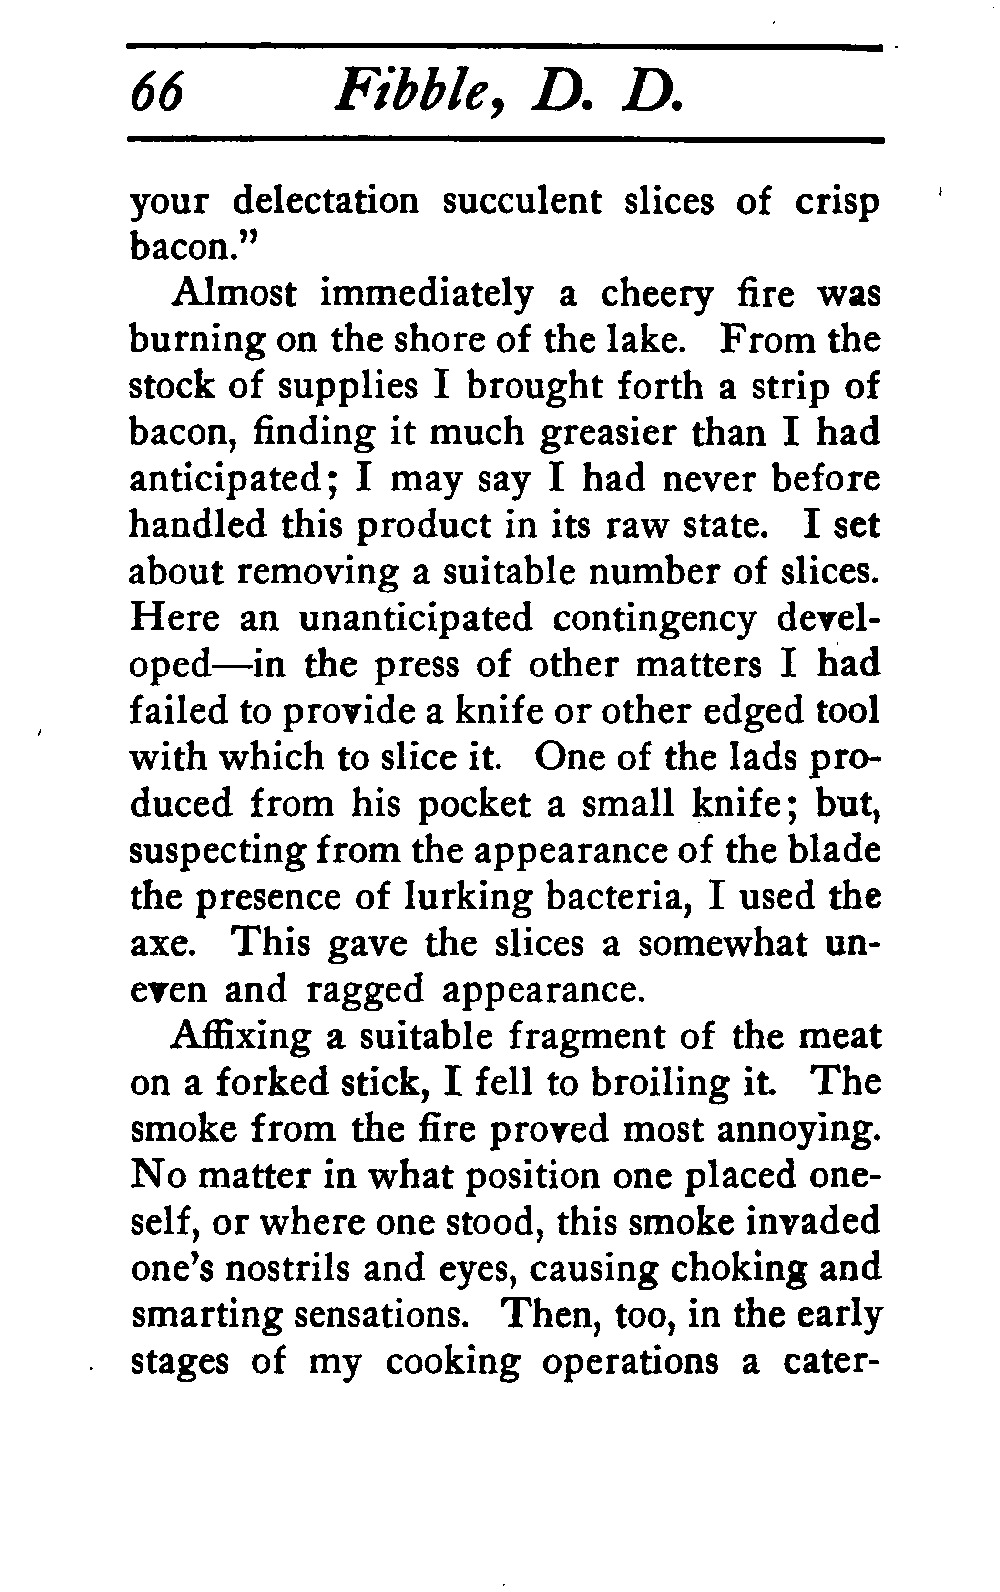 66 Fibble, D. D.
your delectation succulent slices of crisp
bacon."
Almost immediately a cheery fire was
burning on the shore of the lake. From the
stock of supplies I brought forth a strip of
bacon, finding it much greasier than I had
anticipated; I may say I had never before
handled this product in its raw state. I set
about removing a suitable number of slices.
Here an unanticipated contingency devel-
oped—in the press of other matters I had
failed to provide a knife or other edged tool
with which to slice it. One of the lads pro-
duced from his pocket a small knife; but,
suspecting from the appearance of the blade
the presence of lurking bacteria, I used the
axe. This gave the slices a somewhat un-
even and ragged appearance.
Affixing a suitable fragment of the meat
on a forked stick, I fell to broiling it. The
smoke from the fire proved most annoying.
No matter in what position one placed one-
self, or where one stood, this smoke invaded
one's nostrils and eyes, causing choking and
smarting sensations. Then, too, in the early
stages of my cooking operations a cater-